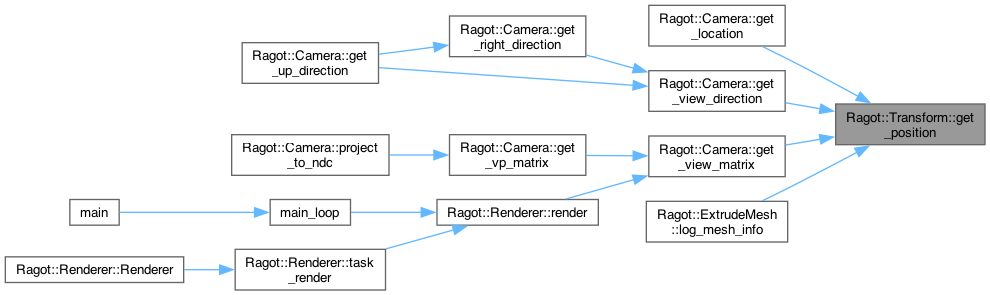 Ragot::Camera::get
_location
Ragot::Camera::get
_right_direction
Ragot::Camera::get
_up_direction
Ragot::Camera::get
_view_direction
Ragot::Transform::get
_position
Ragot::Camera::project
_to_ndc
Ragot::Camera::get
_vp_matrix
Ragot::Camera::get
_view_matrix
main
main_loop
Ragot::Renderer::render
Ragot::ExtrudeMesh
::log_mesh_info
Ragot::Renderer::Renderer
Ragot::Renderer::task
_render